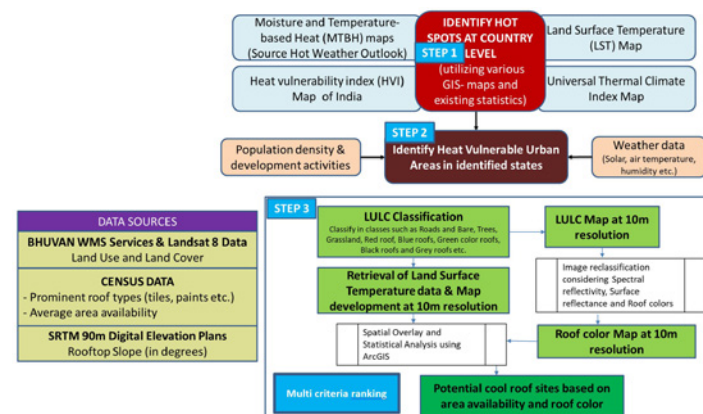 Moisture and Temperature-
based Heat (MTBH) maps
(Source Hot Weather Outlook)
IDENTIFY HOT
SPOTS AT COUNTRY
LEVEL
STEP 1
(utilizing various
GIS- maps and
existing statistics)
Land Surface Temperature
(LST) Map
Heat vulnerability index (HVI)
Map of India
Universal Thermal Climate
Index Map
STEP 2
Population density &
development activities
Identify Heat Vulnerable Urban
Areas in identified states
Weather data
(Solar, air temperature,
humidity etc.)
DATA SOURCES
BHUVAN WMS Services & Landsat 8 Data
Land Use and Land Cover
CENSUS DATA
- Prominent roof types (tiles, paints etc.)
- Average area availability
SRTM 90m Digital Elevation Plans
Rooftop Slope (in degrees)
STEP 3
LULC Classification
Classify in classes such as Roads and Bare, Trees,
Grassland, Red roof, Blue roofs, Green color roofs,
Black roofs and Grey roofs etc.
LULC Map at 10m
resolution
Retrieval of Land Surface
Temperature data & Map
development at 10m resolution
Image reclassification
considering Spectral
reflectivity, Surface
reflectance and Roof colors
Spatial Overlay and
Statistical Analysis using
ArcGIS
Roof color Map at 10m
resolution
Multi criteria ranking
Potential cool roof sites based on
area availability and roof color